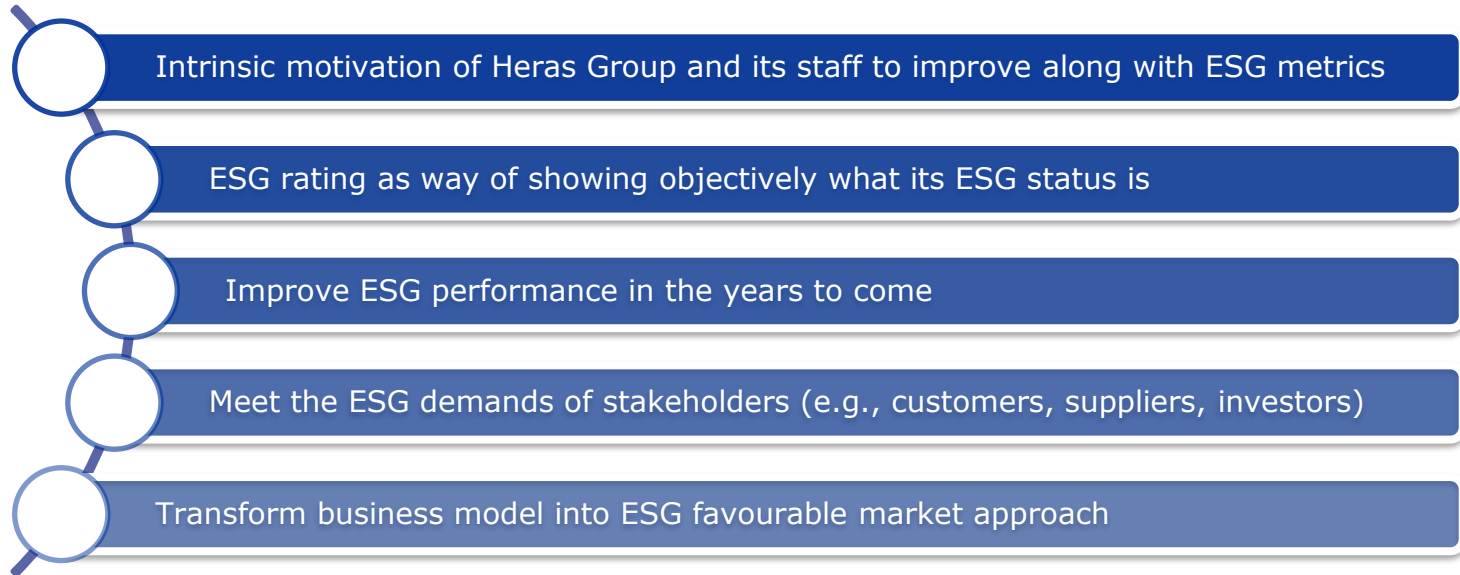 Intrinsic motivation of Heras Group and its staff to improve along with ESG metrics
ESG rating as way of showing objectively what its ESG status is
Improve ESG performance in the years to come
Meet the ESG demands of stakeholders (e.g., customers, suppliers, investors)
Transform business model into ESG favourable market approach